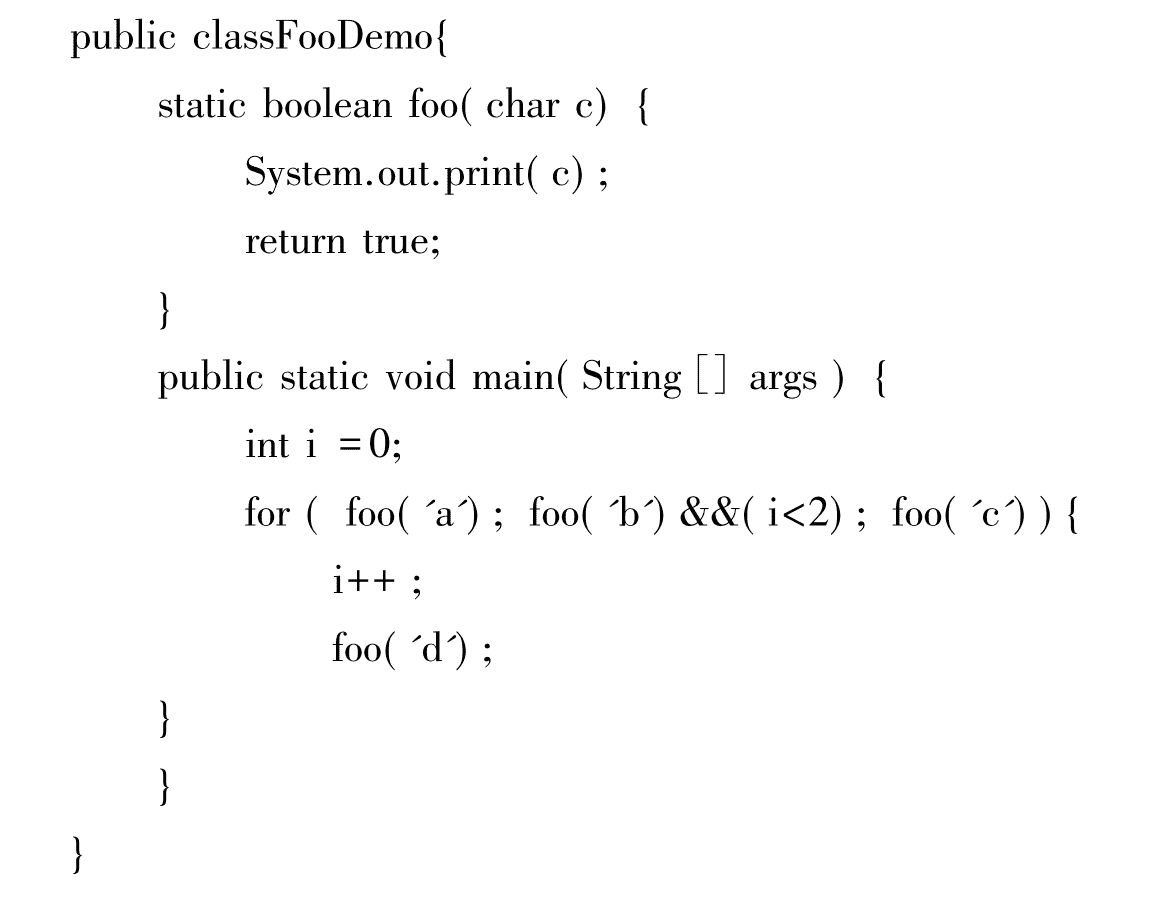 public classFooDemo{
static boolean foo( char c) {
System.out.print( c) ;
return true;
}
public static void main( String [] args ) {
int i =0;
for ( foo( ´a´) ; foo( ´b´) &&( i<2) ; foo( ´c´) ) {
i++ ;
foo( ´d´) ;
}
}
}